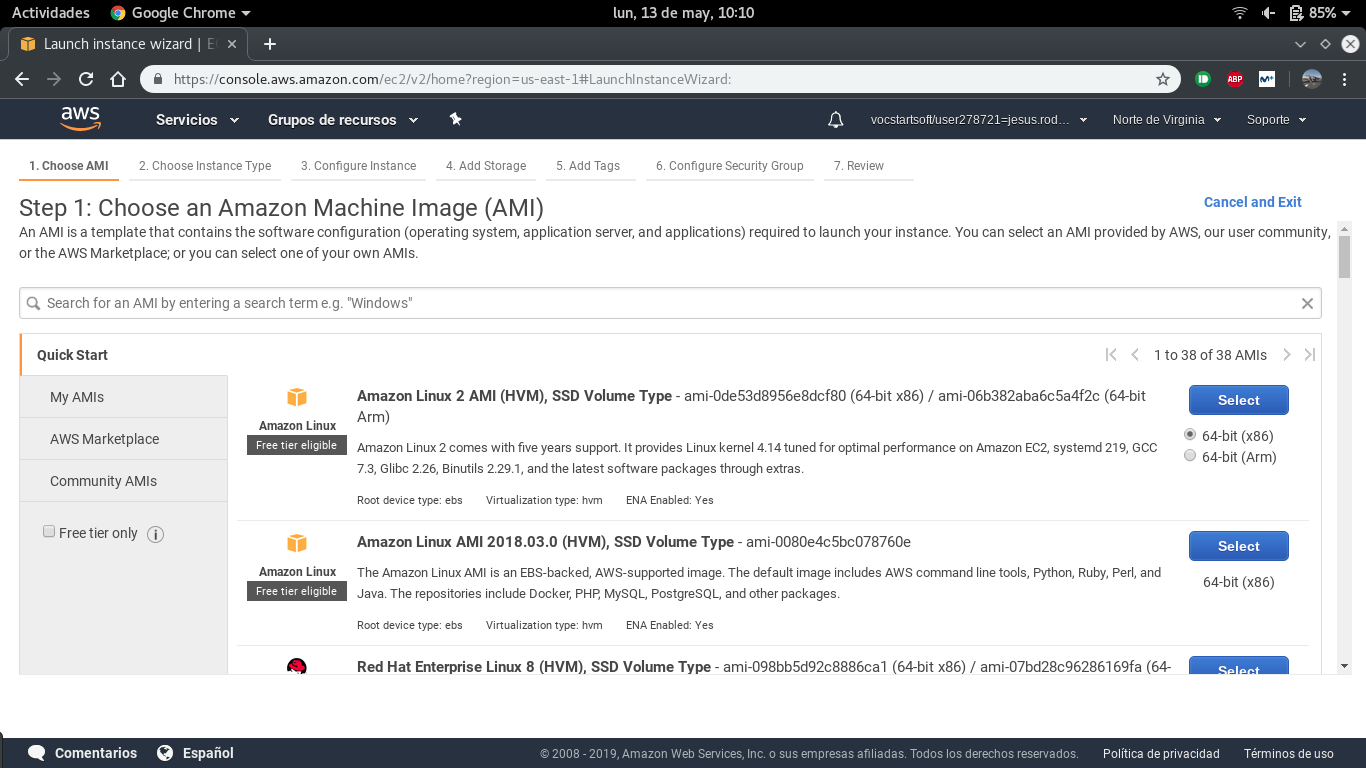 Actividades Google Chrome lun, 13 de may, 10:10 85%
Launch instance wizard | E
https://console.aws.amazon.com/ec2/v2/home?region=us-east-1#LaunchInstanceWizard: ABP M+
aws Servicios Grupos de recursos vocstartsoft/user278721=jesus.rod... Norte de Virginia Soporte
1. Choose AMI 2. Choose Instance Type 3. Configure Instance 4. Add Storage 5. Add Tags 6. Configure Security Group 7. Review
Step 1: Choose an Amazon Machine Image (AMI) Cancel and Exit
An AMI is a template that contains the software configuration (operating system, application server, and applications) required to launch your instance. You can select an AMI provided by AWS, our user community,
or the AWS Marketplace; or you can select one of your own AMIs.
Search for an AMI by entering a search term e.g. "Windows"
Quick Start 1 to 38 of 38 AMIs
My AMIs
AWS Marketplace
Community AMIs
Free tier only
Amazon Linux
Free tier eligible
Amazon Linux 2 AMI (HVM), SSD Volume Type - ami-0de53d8956e8dcf80 (64-bit x86) / ami-06b382aba6c5a4f2c (64-bit
Arm)
Amazon Linux 2 comes with five years support. It provides Linux kernel 4.14 tuned for optimal performance on Amazon EC2, systemd 219, GCC
7.3, Glibc 2.26, Binutils 2.29.1, and the latest software packages through extras.
Root device type: ebs Virtualization type: hvm ENA Enabled: Yes
Select
64-bit (x86)
64-bit (Arm)
Amazon Linux
Free tier eligible
Amazon Linux AMI 2018.03.0 (HVM), SSD Volume Type - ami-0080e4c5bc078760e
The Amazon Linux AMI is an EBS-backed, AWS-supported image. The default image includes AWS command line tools, Python, Ruby, Perl, and
Java. The repositories include Docker, PHP, MySQL, PostgreSQL, and other packages.
Root device type: ebs Virtualization type: hvm ENA Enabled: Yes
Select
64-bit (x86)
Red Hat Enterprise Linux 8 (HVM), SSD Volume Type - ami-098bb5d92c8886ca1 (64-bit x86) / ami-07bd28c96286169fa (64-
Select
Comentarios Español © 2008 - 2019, Amazon Web Services, Inc. o sus empresas afiliadas. Todos los derechos reservados. Política de privacidad Términos de uso